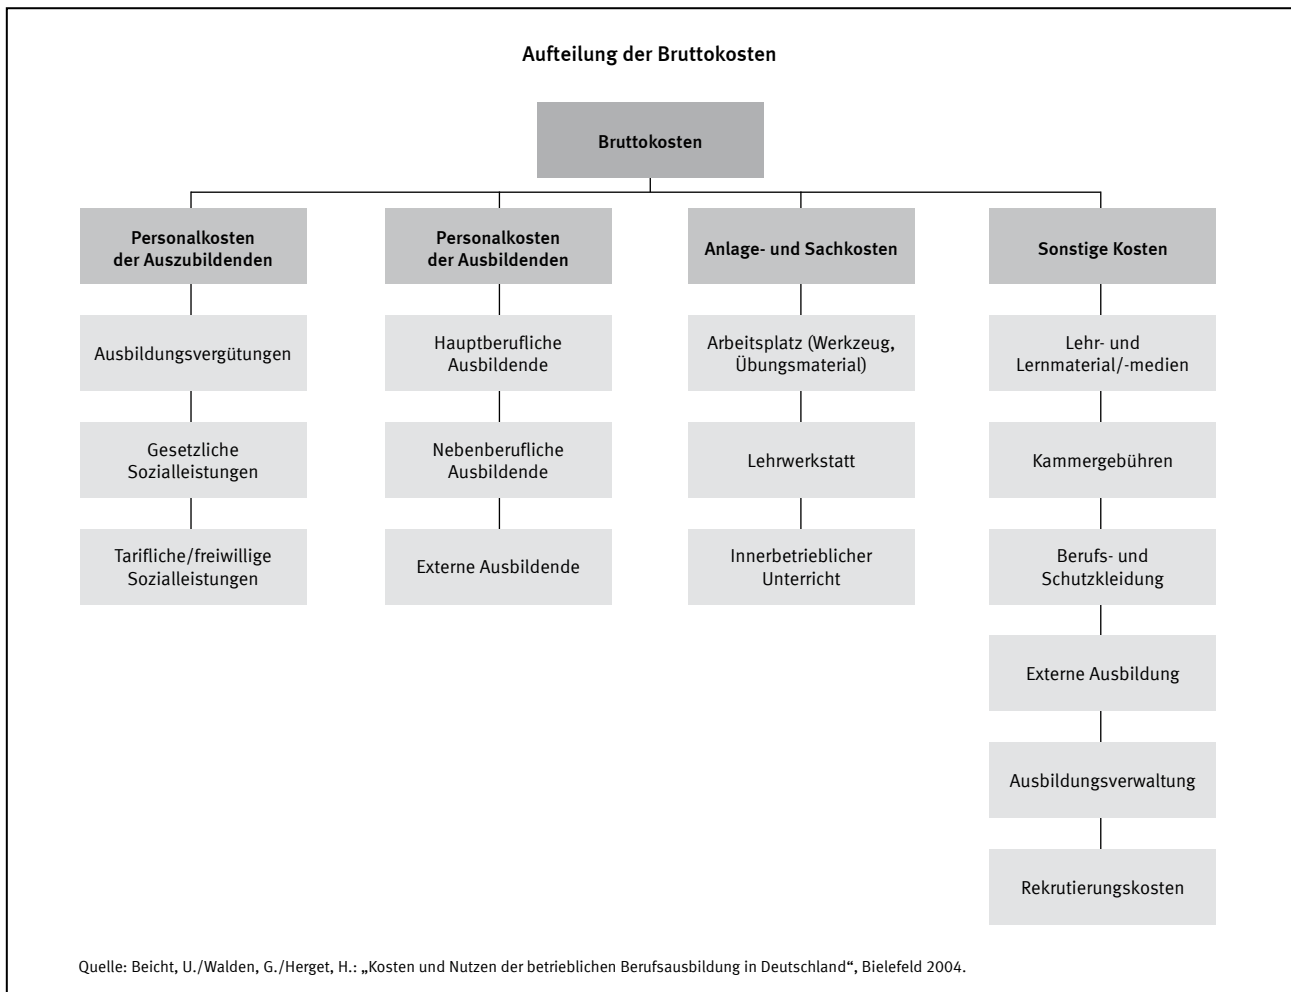 Aufteilung der Bruttokosten
Bruttokosten
Personalkosten
der Auszubildenden
Ausbildungsvergütungen
Gesetzliche
Sozialleistungen
Tarifliche/freiwillige
Sozialleistungen
Personalkosten
der Ausbildenden
Hauptberufliche
Ausbildende
Nebenberufliche
Ausbildende
Externe Ausbildende
Anlage- und Sachkosten
Arbeitsplatz (Werkzeug,
Übungsmaterial)
Lehrwerkstatt
Innerbetrieblicher
Unterricht
Sonstige Kosten
Lehr- und
Lernmaterial/-medien
Kammergebühren
Berufs- und
Schutzkleidung
Externe Ausbildung
Ausbildungsverwaltung
Rekrutierungskosten
Quelle: Beicht, U./Walden, G./Herget, H.: „Kosten und Nutzen der betrieblichen Berufsausbildung in Deutschland“, Bielefeld 2004.